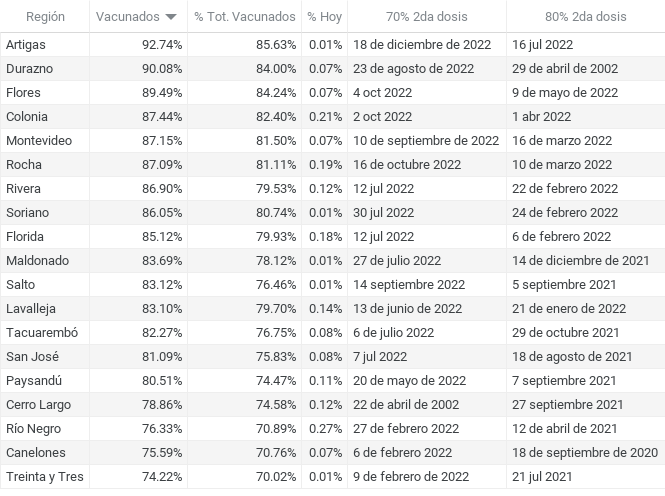 Región Vacunados % Tot. Vacunados % Hoy 70% 2da dosis 80% 2da dosis
Artigas 92.74% 85.63% 0.01% 18 de diciembre de 2022 16 jul 2022
Durazno 90.08% 84.00% 0.07% 23 de agosto de 2022 29 de abril de 2002
Flores 89.49% 84.24% 0.07% 4 oct 2022 9 de mayo de 2022
Colonia 87.44% 82.40% 0.21% 2 oct 2022 1 abr 2022
Montevideo 87.15% 81.50% 0.07% 10 de septiembre de 2022 16 de marzo 2022
Rocha 87.09% 81.11% 0.19% 16 de octubre 2022 10 de marzo 2022
Rivera 86.90% 79.53% 0.12% 12 jul 2022 22 de febrero 2022
Soriano 86.05% 80.74% 0.01% 30 jul 2022 24 de febrero 2022
Florida 85.12% 79.93% 0.18% 12 jul 2022 6 de febrero 2022
Maldonado 83.69% 78.12% 0.01% 27 de julio 2022 14 de diciembre de 2021
Salto 83.12% 76.46% 0.01% 14 septiembre 2022 5 septiembre 2021
Lavalleja 83.10% 79.70% 0.14% 13 de junio de 2022 21 de enero de 2022
Tacuarembó 82.27% 76.75% 0.08% 6 de julio 2022 29 de octubre 2021
San José 81.09% 75.83% 0.08% 7 jul 2022 18 de agosto de 2021
Paysandú 80.51% 74.47% 0.11% 20 de mayo de 2022 7 septiembre 2021
Cerro Largo 78.86% 74.58% 0.12% 22 de abril de 2002 27 septiembre 2021
Río Negro 76.33% 70.89% 0.27% 27 de febrero 2022 12 de abril de 2021
Canelones 75.59% 70.76% 0.07% 6 de febrero 2022 18 de septiembre de 2020
Treinta y Tres 74.22% 70.02% 0.01% 9 de febrero de 2022 21 jul 2021